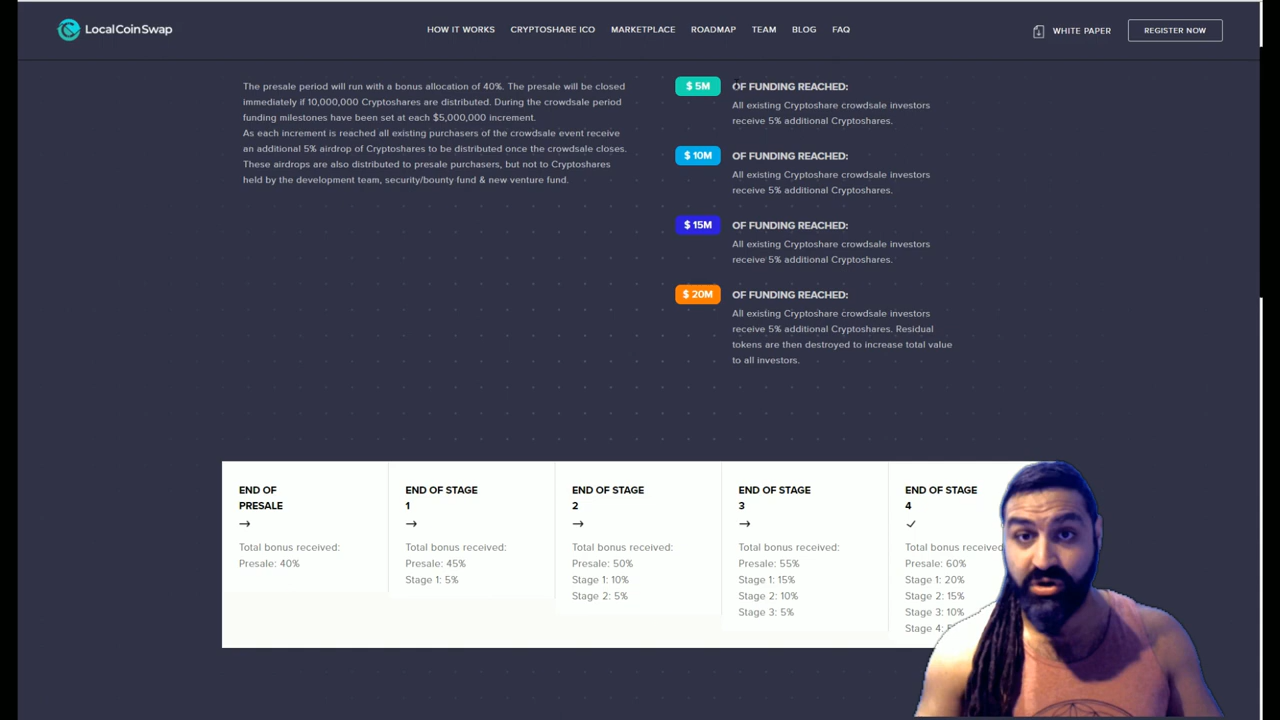 LocalCoinSwap
HOW IT WORKS
CRYPTOSHARE ICO
MARKETPLACE
ROADMAP
TEAM
BLOG
FAQ
WHITE PAPER
REGISTER NOW
The presale period will run with a bonus allocation of 40%. The presale will be closed
immediately if 10,000,000 Cryptoshares are distributed. During the crowdsale period
funding milestones have been set at each $5,000,000 increment.
As each increment is reached all existing purchasers of the crowdsale event receive
an additional 5% airdrop of Cryptoshares to be distributed once the crowdsale closes.
These airdrops are also distributed to presale purchasers, but not to Cryptoshares
held by the development team, security/bounty fund & new venture fund.
$ 5M
OF FUNDING REACHED:
All existing Cryptoshare crowdsale investors
receive 5% additional Cryptoshares.
$ 10M
OF FUNDING REACHED:
All existing Cryptoshare crowdsale investors
receive 5% additional Cryptoshares.
$ 15M
OF FUNDING REACHED:
All existing Cryptoshare crowdsale investors
receive 5% additional Cryptoshares.
$ 20M
OF FUNDING REACHED:
All existing Cryptoshare crowdsale investors
receive 5% additional Cryptoshares. Residual
tokens are then destroyed to increase total value
to all investors.
END OF
PRESALE
Total bonus received:
Presale: 40%
END OF STAGE
1
Total bonus received:
Presale: 45%
Stage 1: 5%
END OF STAGE
2
Total bonus received:
Presale: 50%
Stage 1: 10%
Stage 2: 5%
END OF STAGE
3
Total bonus received:
Presale: 55%
Stage 1: 15%
Stage 2: 10%
Stage 3: 5%
END OF STAGE
4
Total bonus received
Presale: 60%
Stage 1: 20%
Stage 2: 15%
Stage 3: 10%
Stage 4: